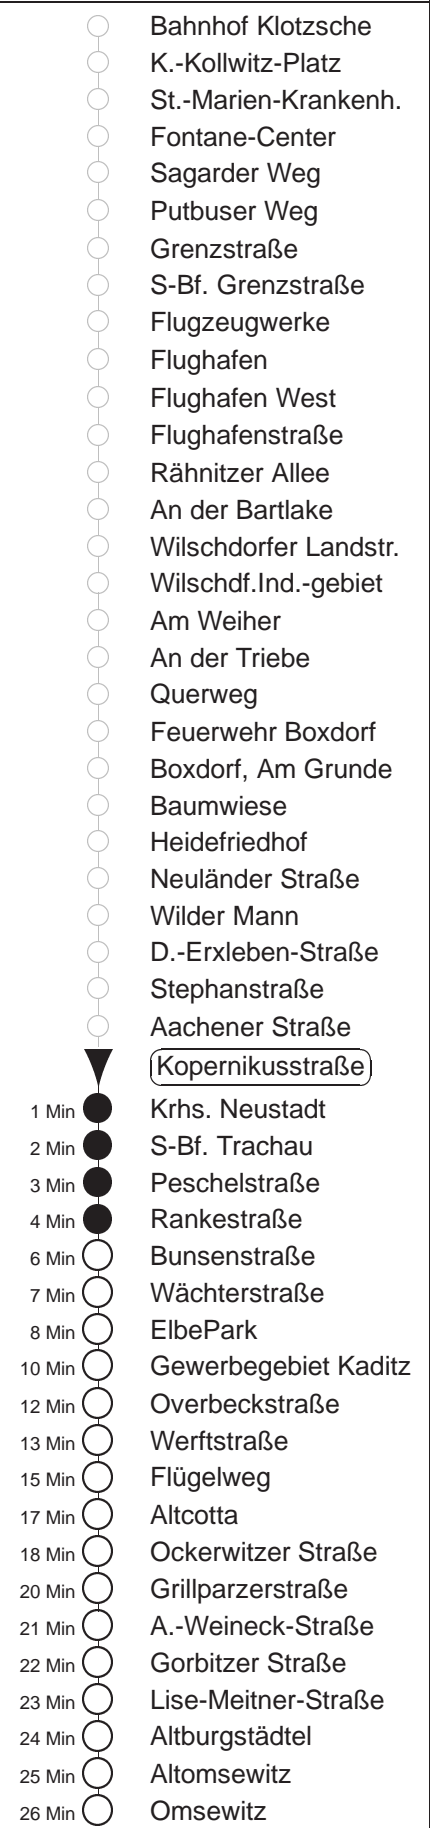 Bahnhof Klotzsche
K.-Kollwitz-Platz
St.-Marien-Krankenh.
Fontane-Center
Sagarder Weg
Putbuser Weg
Grenzstraße
S-Bf. Grenzstraße
Flugzeugwerke
Flughafen
Flughafen West
Flughafenstraße
Rähnitzer Allee
An der Bartlake
Wilschdorfer Landstr.
Wilschdf.Ind.-gebiet
Am Weiher
An der Triebe
Querweg
Feuerwehr Boxdorf
Boxdorf, Am Grunde
Baumwiese
Heidefriedhof
Neuländer Straße
Wilder Mann
D.-Erxleben-Straße
Stephanstraße
Aachener Straße
Kopernikusstraße
1 Min Krhs. Neustadt
2 Min S-Bf. Trachau
3 Min Peschelstraße
4 Min Rankestraße
6 Min Bunsenstraße
7 Min Wächterstraße
8 Min ElbePark
10 Min Gewerbegebiet Kaditz
12 Min Overbeckstraße
13 Min Werftstraße
15 Min Flügelweg
17 Min Altcotta
18 Min Ockerwitzer Straße
20 Min Grillparzerstraße
21 Min A.-Weineck-Straße
22 Min Gorbitzer Straße
23 Min Lise-Meitner-Straße
24 Min Altburgstädtel
25 Min Altomsewitz
26 Min Omsewitz